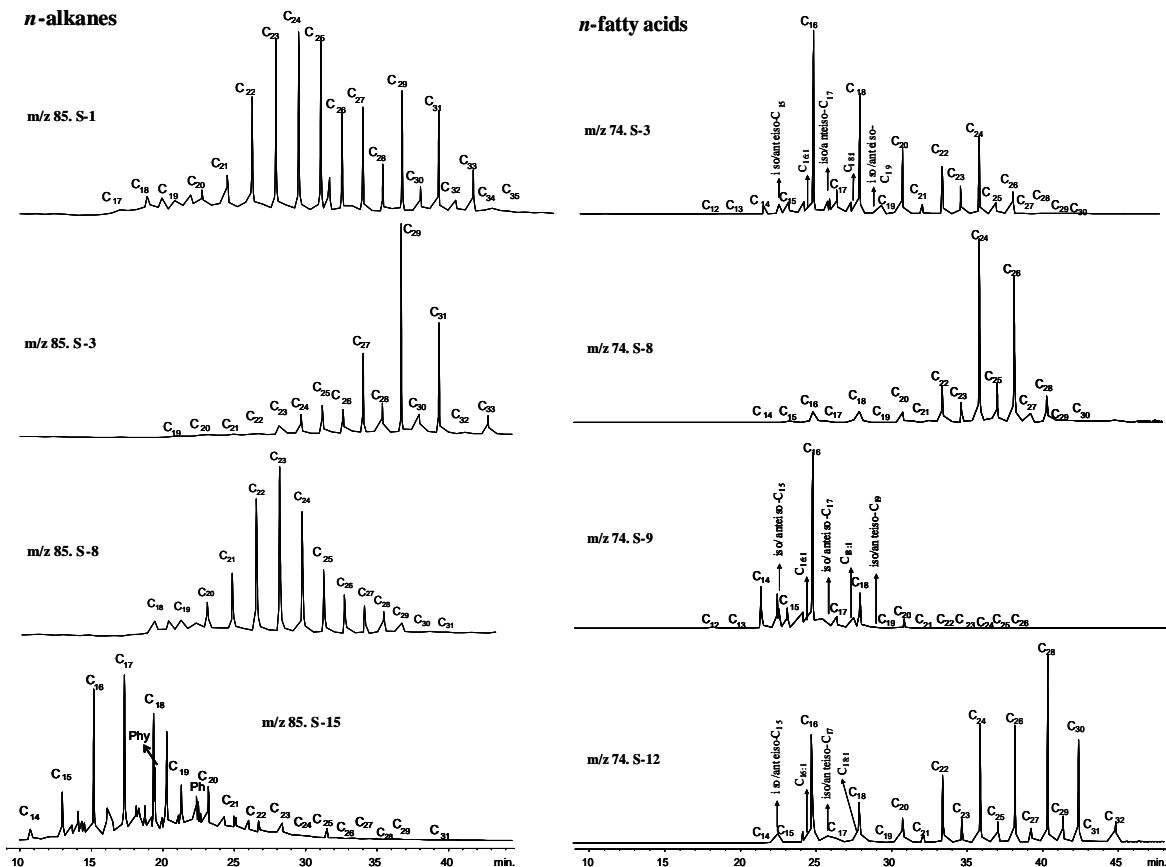 n-alkanes
n-fatty acids
m/z 85. S-1
C17 C18 C19 C20 C21 C22 C23 C24 C25 C26 C27 C28 C29 C30 C31 C32 C33 C34 C35
m/z 85. S-3
C19 C20 C21 C22 C23 C24 C25 C26 C27 C28 C29 C30 C31 C32 C33
m/z 85. S-8
C18 C19 C20 C21 C22 C23 C24 C25 C26 C27 C28 C29 C30 C31
m/z 85. S-15
C14 C15 C16 C17 Phy C18 C19 Ph C20 C21 C22 C23 C24 C25 C26 C27 C28 C29 C31
10 15 20 25 30 35 40 min.
m/z 74. S-3
C12 C13 C14 iso/anteiso-C15 C15 C16:1 C16 iso/anteiso-C17 C17 C18:1 C18 iso/anteiso-C19 C19 C20 C21 C22 C23 C24 C25 C26 C27 C28 C29 C30
m/z 74. S-8
C14 C15 C16 C17 C18 C19 C20 C21 C22 C23 C24 C25 C26 C27 C28 C29 C30
m/z 74. S-9
C12 C13 C14 iso/anteiso-C15 C15 C16:1 C16 iso/anteiso-C17 C17 C18:1 C18 iso/anteiso-C19 C19 C20 C21 C22 C23 C24 C25 C26
m/z 74. S-12
C14 iso/anteiso-C15 C15 C16:1 C16 iso/anteiso-C17 C17 C18:1 C18 C19 C20 C21 C22 C23 C24 C25 C26 C27 C28 C29 C30 C31 C32
10 10 20 25 30 35 40 45 min.